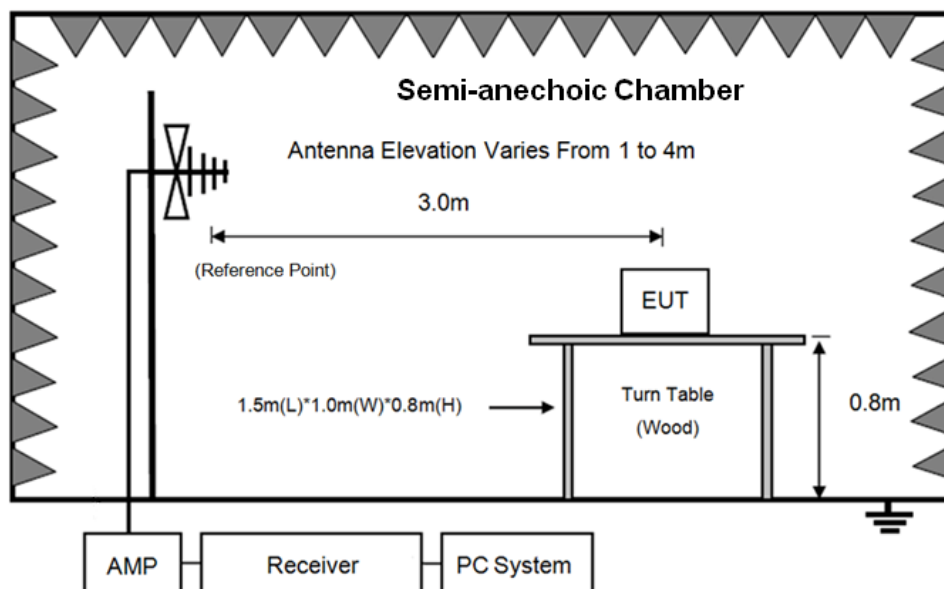 Semi-anechoic Chamber
Antenna Elevation Varies From 1 to 4m
3.0m
(Reference Point)
EUT
1.5m(L)*1.0m(W)*0.8m(H)
Turn Table
(Wood)
0.8m
AMP
Receiver
PC System